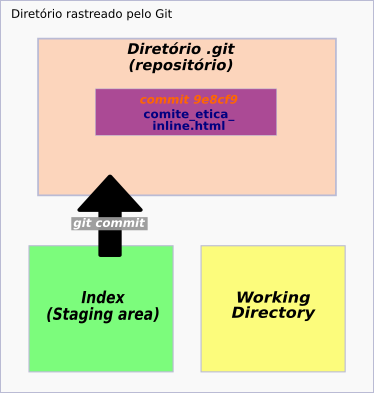 Diretório rastreado pelo Git
Diretório .git
(repositório)
commit 9e8cf9
comite_etica_
inline.html
git commit
Index
(Staging area)
Working
Directory